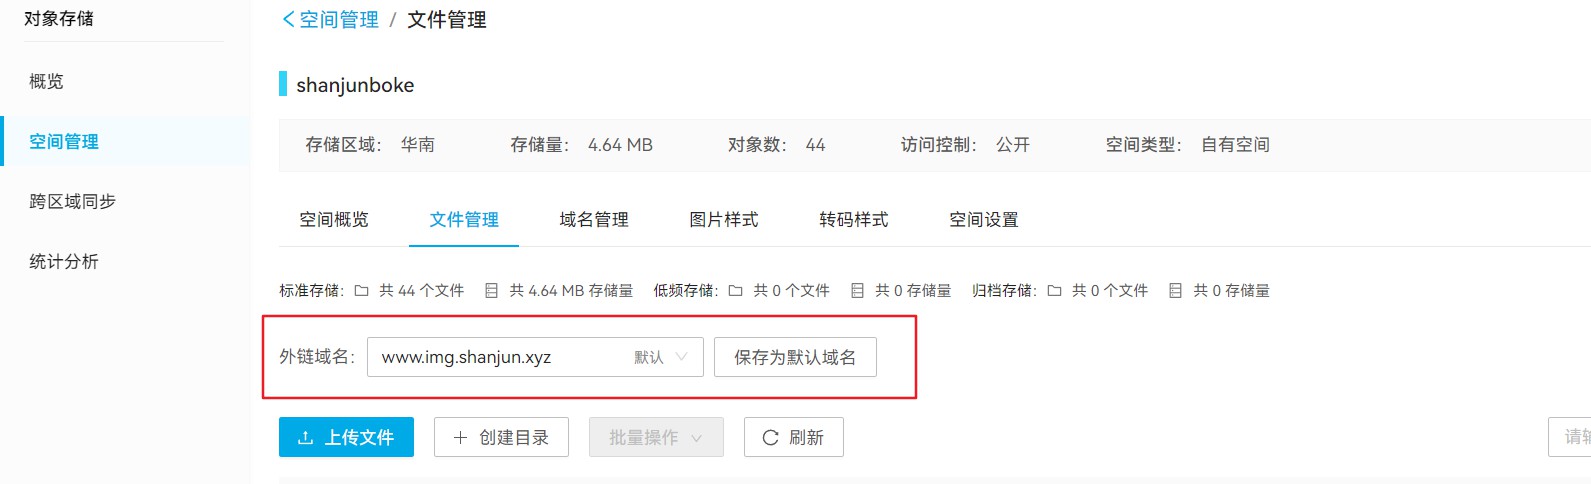 对象存储
概览
空间管理
跨区域同步
统计分析
空间管理 / 文件管理
shanjunboke
存储区域： 华南 存储量： 4.64 MB 对象数： 44 访问控制： 公开 空间类型： 自有空间
空间概览 文件管理 域名管理 图片样式 转码样式 空间设置
标准存储： 共 44 个文件 共 4.64 MB 存储量 低频存储： 共 0 个文件 共 0 存储量 归档存储： 共 0 个文件 共 0 存储量
外链域名： www.img.shanjun.xyz 默认 保存为默认域名
上传文件 创建目录 批量操作 刷新 请